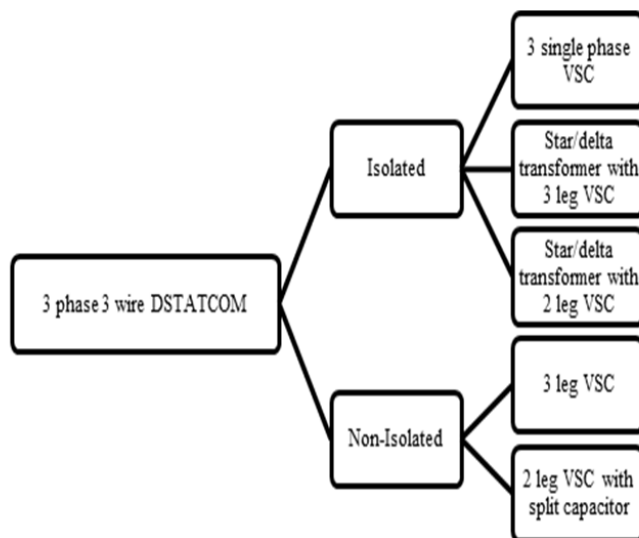 3 phase 3 wire DSTATCOM
Isolated
3 single phase
VSC
Star/delta
transformer with
3 leg VSC
Star/delta
transformer with
2 leg VSC
Non-Isolated
3 leg VSC
2 leg VSC with
split capacitor